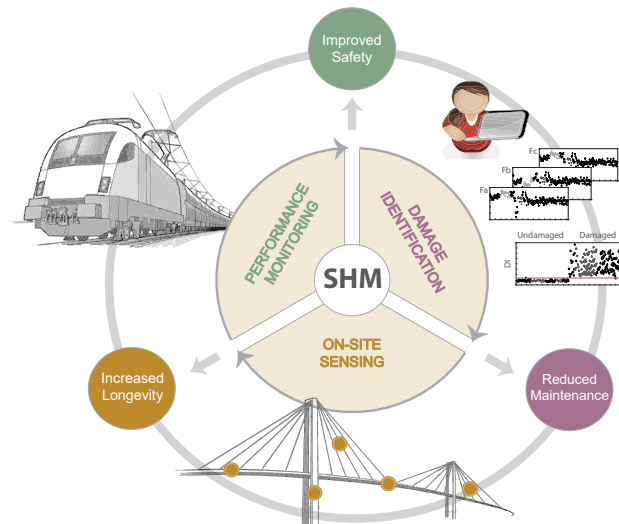 Improved
Safety
Fc
Fb
Fa
PERFORMANCE
MONITORING
DAMAGE
IDENTIFICATION
Undamaged Damaged
DI
SHM
ON-SITE
SENSING
Increased
Longevity
Reduced
Maintenance